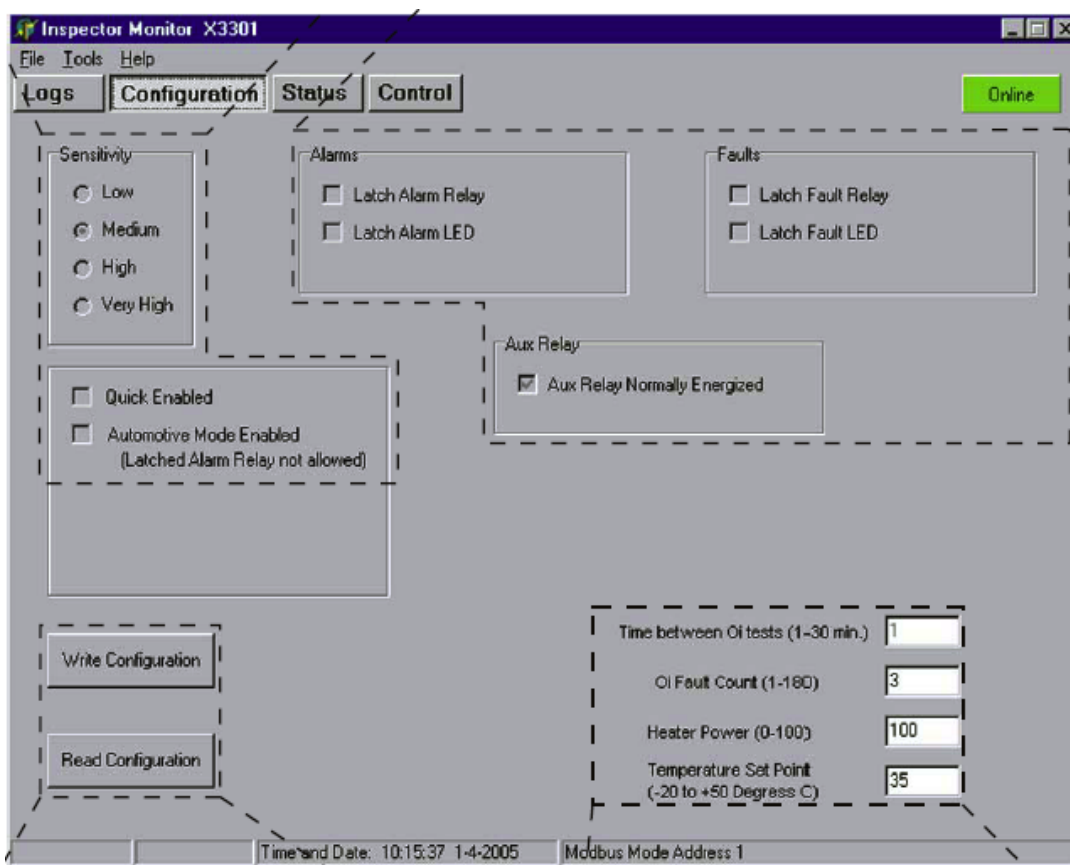 Inspector Monitor X3301
File Tools Help
Logs Configuration Status Control Online
Sensitivity
Low
Medium
High
Very High
Alarms
Latch Alarm Relay
Latch Alarm LED
Faults
Latch Fault Relay
Latch Fault LED
Aux Relay
Aux Relay Normally Energized
Quick Enabled
Automotive Mode Enabled
(Latched Alarm Relay not allowed)
Write Configuration
Read Configuration
Time between Oi tests (1-30 min.) 1
Oi Fault Count (1-180) 3
Heater Power (0-100) 100
Temperature Set Point
(-20 to +50 Degress C) 35
Time and Date: 10:15:37 1-4-2005 Modbus Mode Address 1